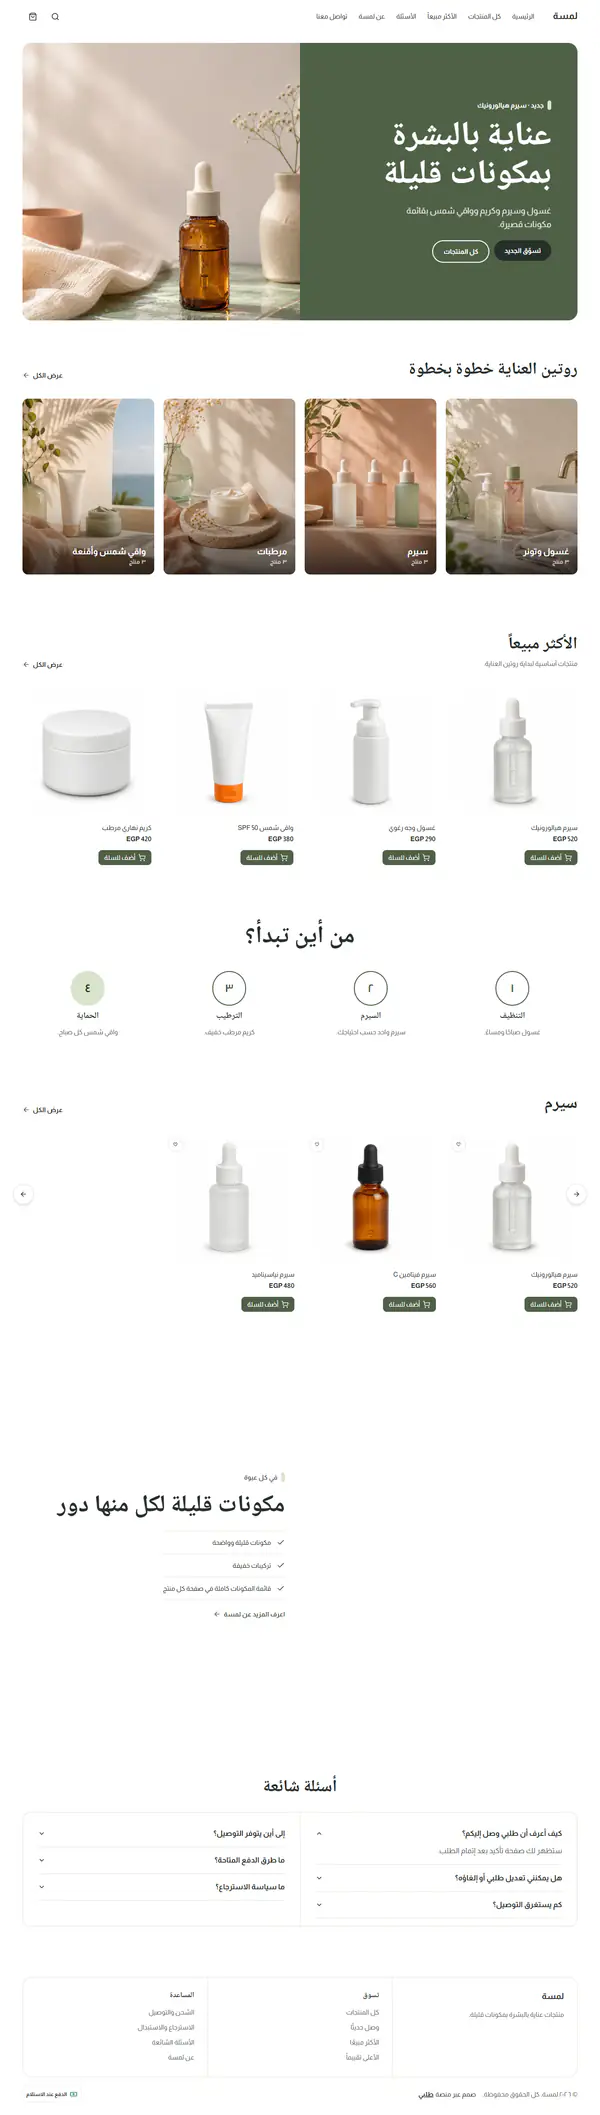 لمسة
الرئيسية
كل المنتجات
الأكثر مبيعاً
الأسئلة
عن لمسة
تواصل معنا
جديد · سيرم هيالورونيك
عناية بالبشرة
بمكونات قليلة
غسول وسيرم وكريم وواقي شمس بقائمة
مكونات قصيرة.
تسوّق الجديد
كل المنتجات
روتين العناية خطوة بخطوة
عرض الكل
غسول وتونر
٣ منتج
سيرم
٣ منتج
مرطبات
٣ منتج
واقي شمس وأقنعة
٣ منتج
الأكثر مبيعاً
منتجات أساسية لبداية روتين العناية
عرض الكل
سيرم هيالورونيك
EGP 520
أضف للسلة
غسول وجه رغوي
EGP 290
أضف للسلة
واقي شمس SPF 50
EGP 380
أضف للسلة
كريم نهاري مرطب
EGP 420
أضف للسلة
من أين تبدأ؟
١
التنظيف
غسول صباحًا ومساءً.
٢
السيرم
سيرم واحد حسب احتياجك.
٣
الترطيب
كريم مرطب خفيف.
٤
الحماية
واقي شمس كل صباح.
سيرم
عرض الكل
سيرم هيالورونيك
EGP 520
أضف للسلة
سيرم فيتامين C
EGP 560
أضف للسلة
سيرم نياسيناميد
EGP 480
أضف للسلة
في كل عبوة
مكونات قليلة لكل منها دور
مكونات قليلة وواضحة
تركيبات خفيفة
قائمة المكونات كاملة في صفحة كل منتج
اعرف المزيد عن لمسة
أسئلة شائعة
كيف أعرف أن طلبي وصل إليكم؟
ستظهر لك صفحة تأكيد بعد إتمام الطلب
هل يمكنني تعديل طلبي أو إلغاؤه؟
كم يستغرق التوصيل؟
إلى أين يتوفر التوصيل؟
ما طرق الدفع المتاحة؟
ما سياسة الاسترجاع؟
لمسة
منتجات عناية بالبشرة بمكونات قليلة.
تسوق
كل المنتجات
وصل حديثًا
الأكثر مبيعًا
الأعلى تقييماً
المساعدة
الشحن والتوصيل
الاسترجاع والاستبدال
الأسئلة الشائعة
عن لمسة
© ٢٠٢٦ لمسة. كل الحقوق محفوظة.
صمم عبر منصة طلبي
الدفع عند الاستلام